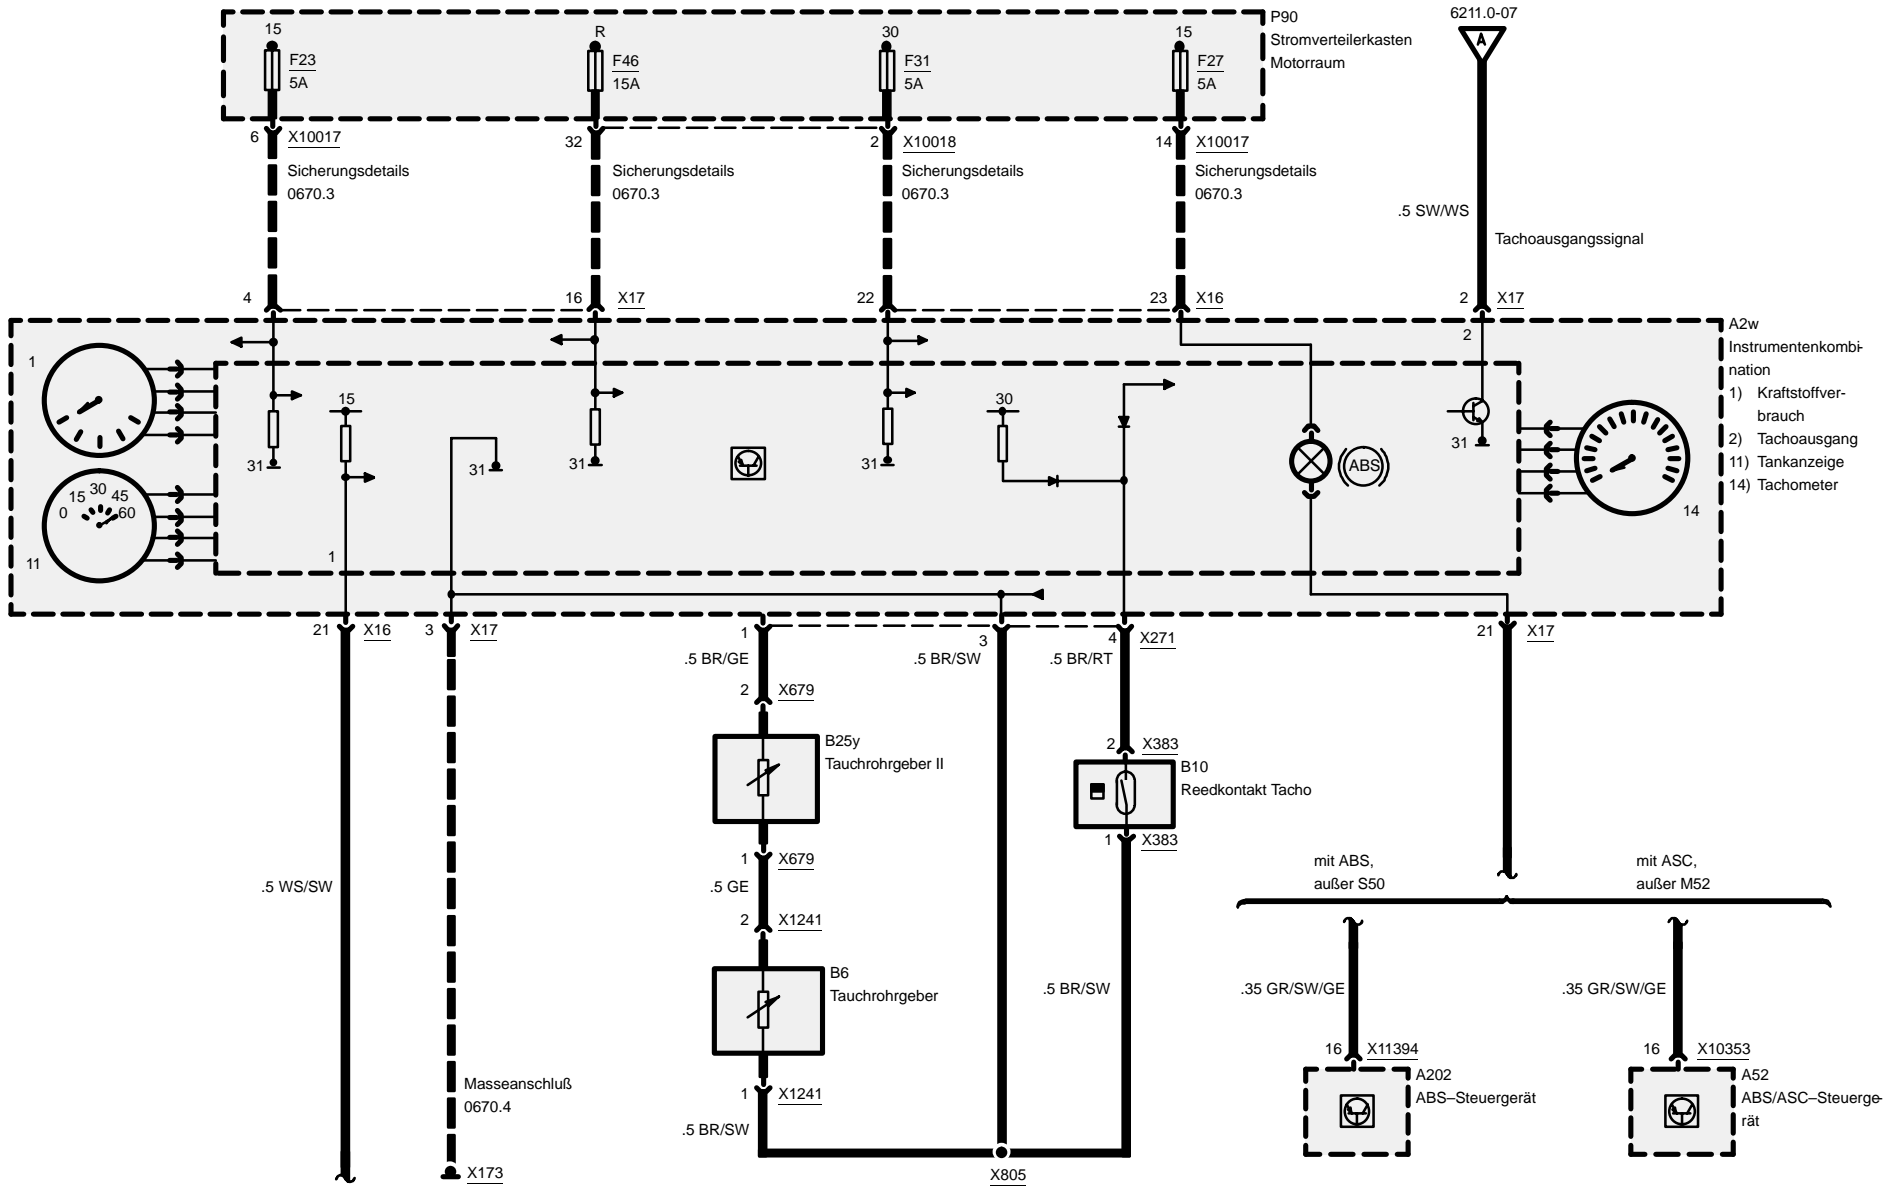 6211.0-07
A
P90
Stromverteilerkasten
Motorraum
15
F23
5A
R
F46
15A
30
F31
5A
15
F27
5A
6 X10017
32
2 X10018
14 X10017
Sicherungsdetails
0670.3
Sicherungsdetails
0670.3
Sicherungsdetails
0670.3
Sicherungsdetails
0670.3
.5 SW/WS
Tachoausgangssignal
4
16 X17
22
23 X16
2 X17
A2w
Instrumentenkombi-
nation
1) Kraftstoffver-
brauch
2) Tachoausgang
11) Tankanzeige
14) Tachometer
1
2
15
30
31
31
31
31
31
ABS
0 15 30 45 60
11
14
1
21 X16
3 X17
1
3
4 X271
21 X17
.5 BR/GE
.5 BR/SW
.5 BR/RT
2 X679
B25y
Tauchrohrgeber II
2 X383
B10
Reedkontakt Tacho
1 X383
1 X679
.5 WS/SW
.5 GE
mit ABS,
außer S50
mit ASC,
außer M52
2 X1241
B6
Tauchrohrgeber
.5 BR/SW
.35 GR/SW/GE
.35 GR/SW/GE
16 X11394
16 X10353
A202
ABS–Steuergerät
A52
ABS/ASC–Steuerge-
rät
Masseanschluß
0670.4
1 X1241
.5 BR/SW
X173
X805